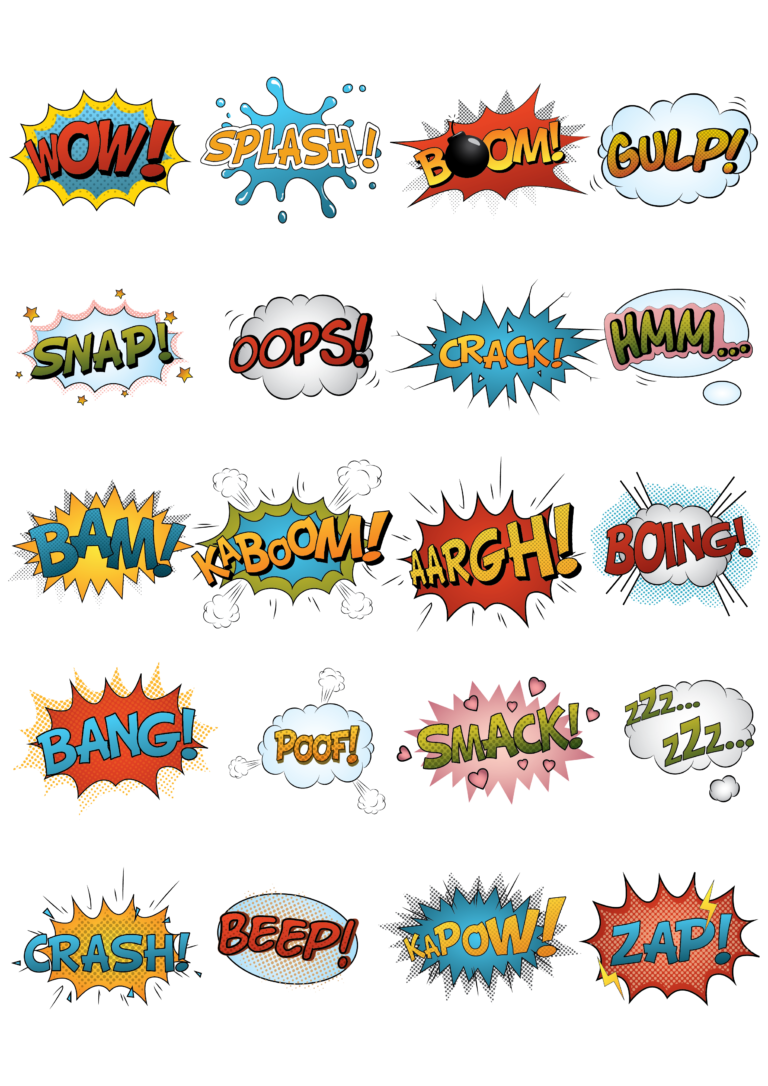 WOW!
SPLASH!
BOOM!
GULP!
SNAP!
OOPS!
CRACK!
HMM...
BAM!
KABOOM!
AARGH!
BOING!
BANG!
POOF!
SMACK!
zZz...
zZz...
CRASH!
BEEP!
KAPOW!
ZAP!